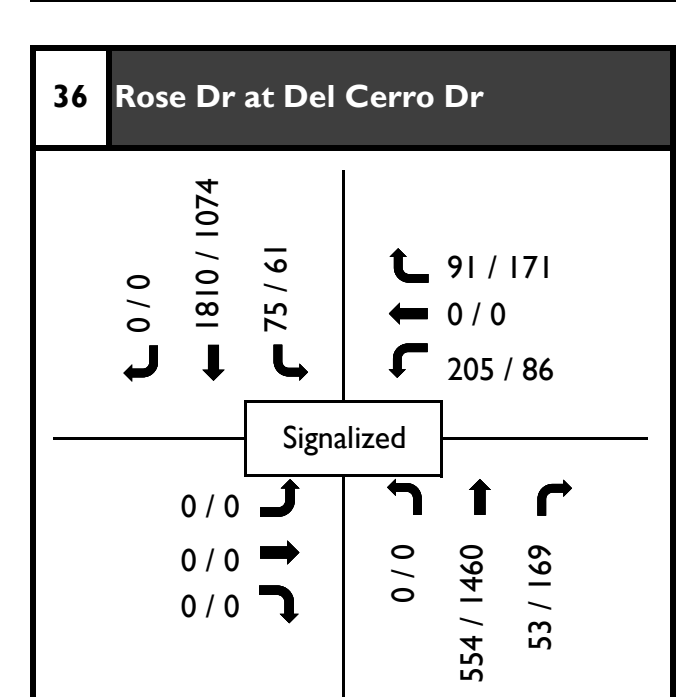 36 Rose Dr at Del Cerro Dr
0 / 0
1810 / 1074
75 / 61
91 / 171
0 / 0
205 / 86
Signalized
0 / 0
0 / 0
0 / 0
0 / 0
554 / 1460
53 / 169